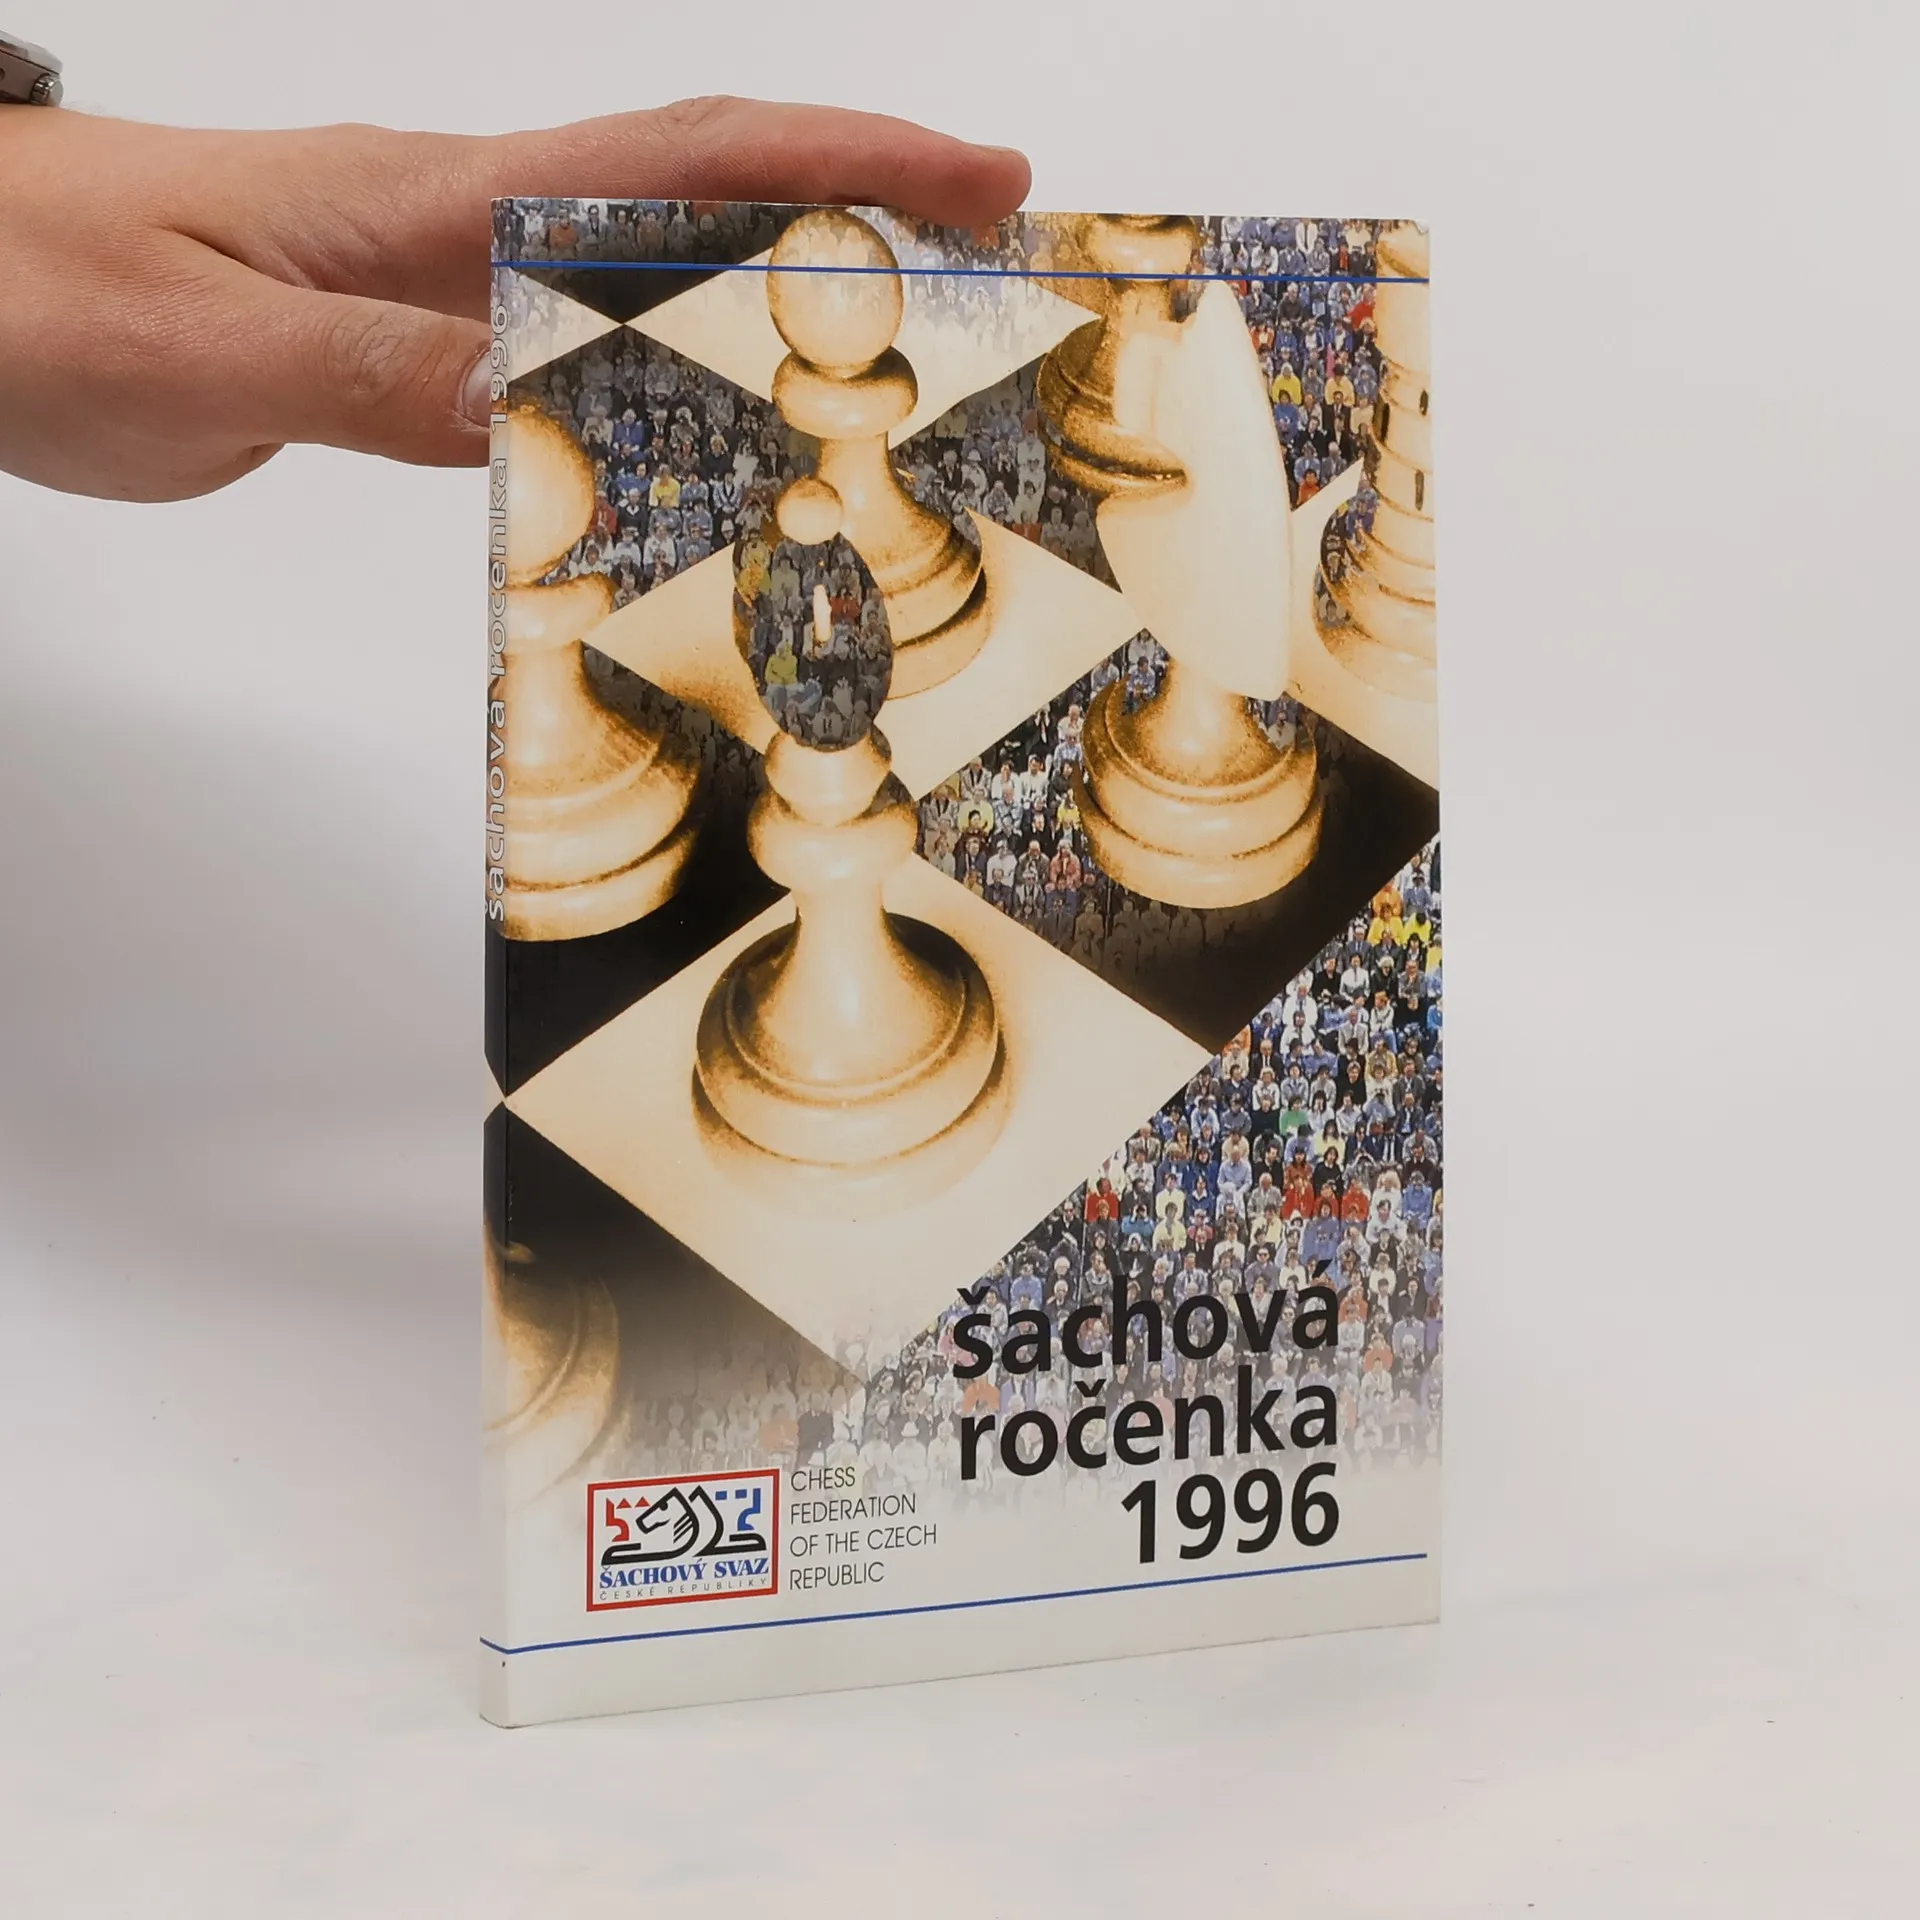 šachová ročenka 1996
šachová
ročenka
1996
CHESS
FEDERATION
OF THE CZECH
REPUBLIC
ŠACHOVÝ SVAZ
ČESKÉ REPUBLIKY